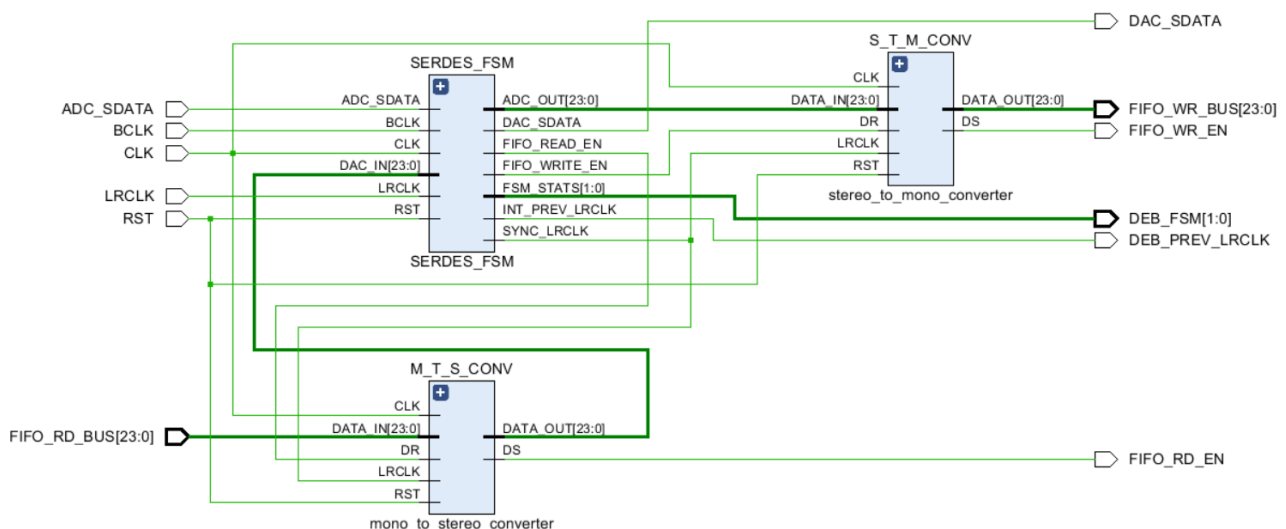 DAC_SDATA
S_T_M_CONV
SERDES_FSM
CLK
ADC_SDATA
ADC_SDATA
ADC_OUT[23:0]
DATA_IN[23:0]
DATA_OUT[23:0]
FIFO_WR_BUS[23:0]
BCLK
BCLK
DAC_SDATA
DR
DS
FIFO_WR_EN
CLK
CLK
FIFO_READ_EN
LRCLK
DAC_IN[23:0]
FIFO_WRITE_EN
RST
LRCLK
LRCLK
FSM_STATS[1:0]
stereo_to_mono_converter
RST
RST
INT_PREV_LRCLK
DEB_FSM[1:0]
SYNC_LRCLK
DEB_PREV_LRCLK
SERDES_FSM
M_T_S_CONV
CLK
FIFO_RD_BUS[23:0]
DATA_IN[23:0]
DATA_OUT[23:0]
DR
DS
FIFO_RD_EN
LRCLK
RST
mono_to_stereo_converter